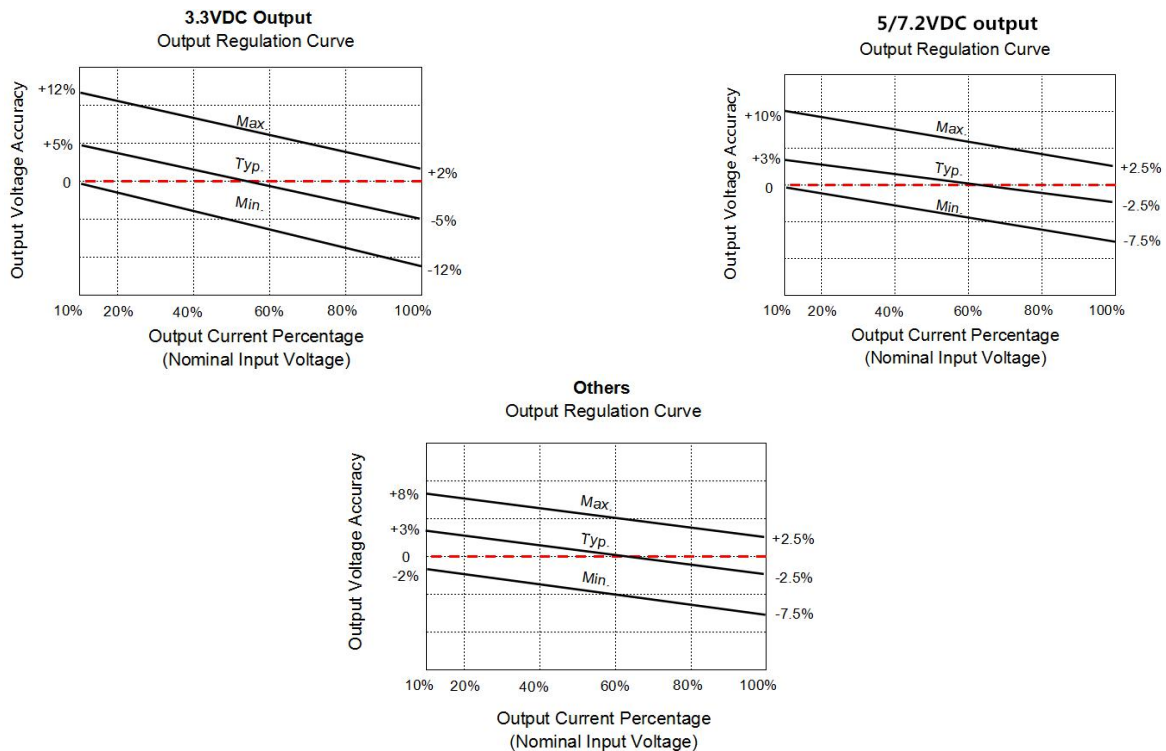 3.3VDC Output
Output Regulation Curve
Output Voltage Accuracy
+12%
+5%
0
Max.
Typ.
Min.
+2%
-5%
-12%
10% 20% 40% 60% 80% 100%
Output Current Percentage
(Nominal Input Voltage)
5/7.2VDC output
Output Regulation Curve
Output Voltage Accuracy
+10%
+3%
0
Max.
Typ.
Min.
+2.5%
-2.5%
-7.5%
10% 20% 40% 60% 80% 100%
Output Current Percentage
(Nominal Input Voltage)
Others
Output Regulation Curve
Output Voltage Accuracy
+8%
+3%
0
-2%
Max.
Typ.
Min.
+2.5%
-2.5%
-7.5%
10% 20% 40% 60% 80% 100%
Output Current Percentage
(Nominal Input Voltage)